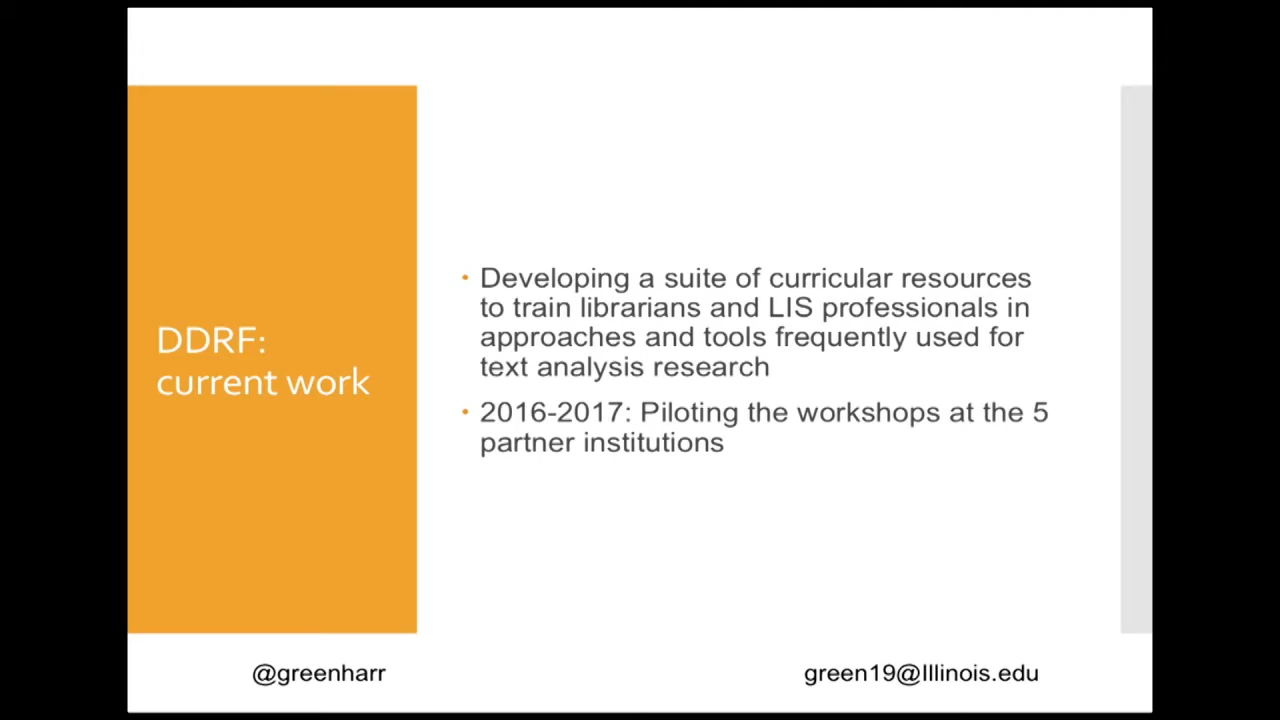 DDRF:
current work
• Developing a suite of curricular resources
to train librarians and LIS professionals in
approaches and tools frequently used for
text analysis research
• 2016-2017: Piloting the workshops at the 5
partner institutions
@greenharr
green19@Illinois.edu